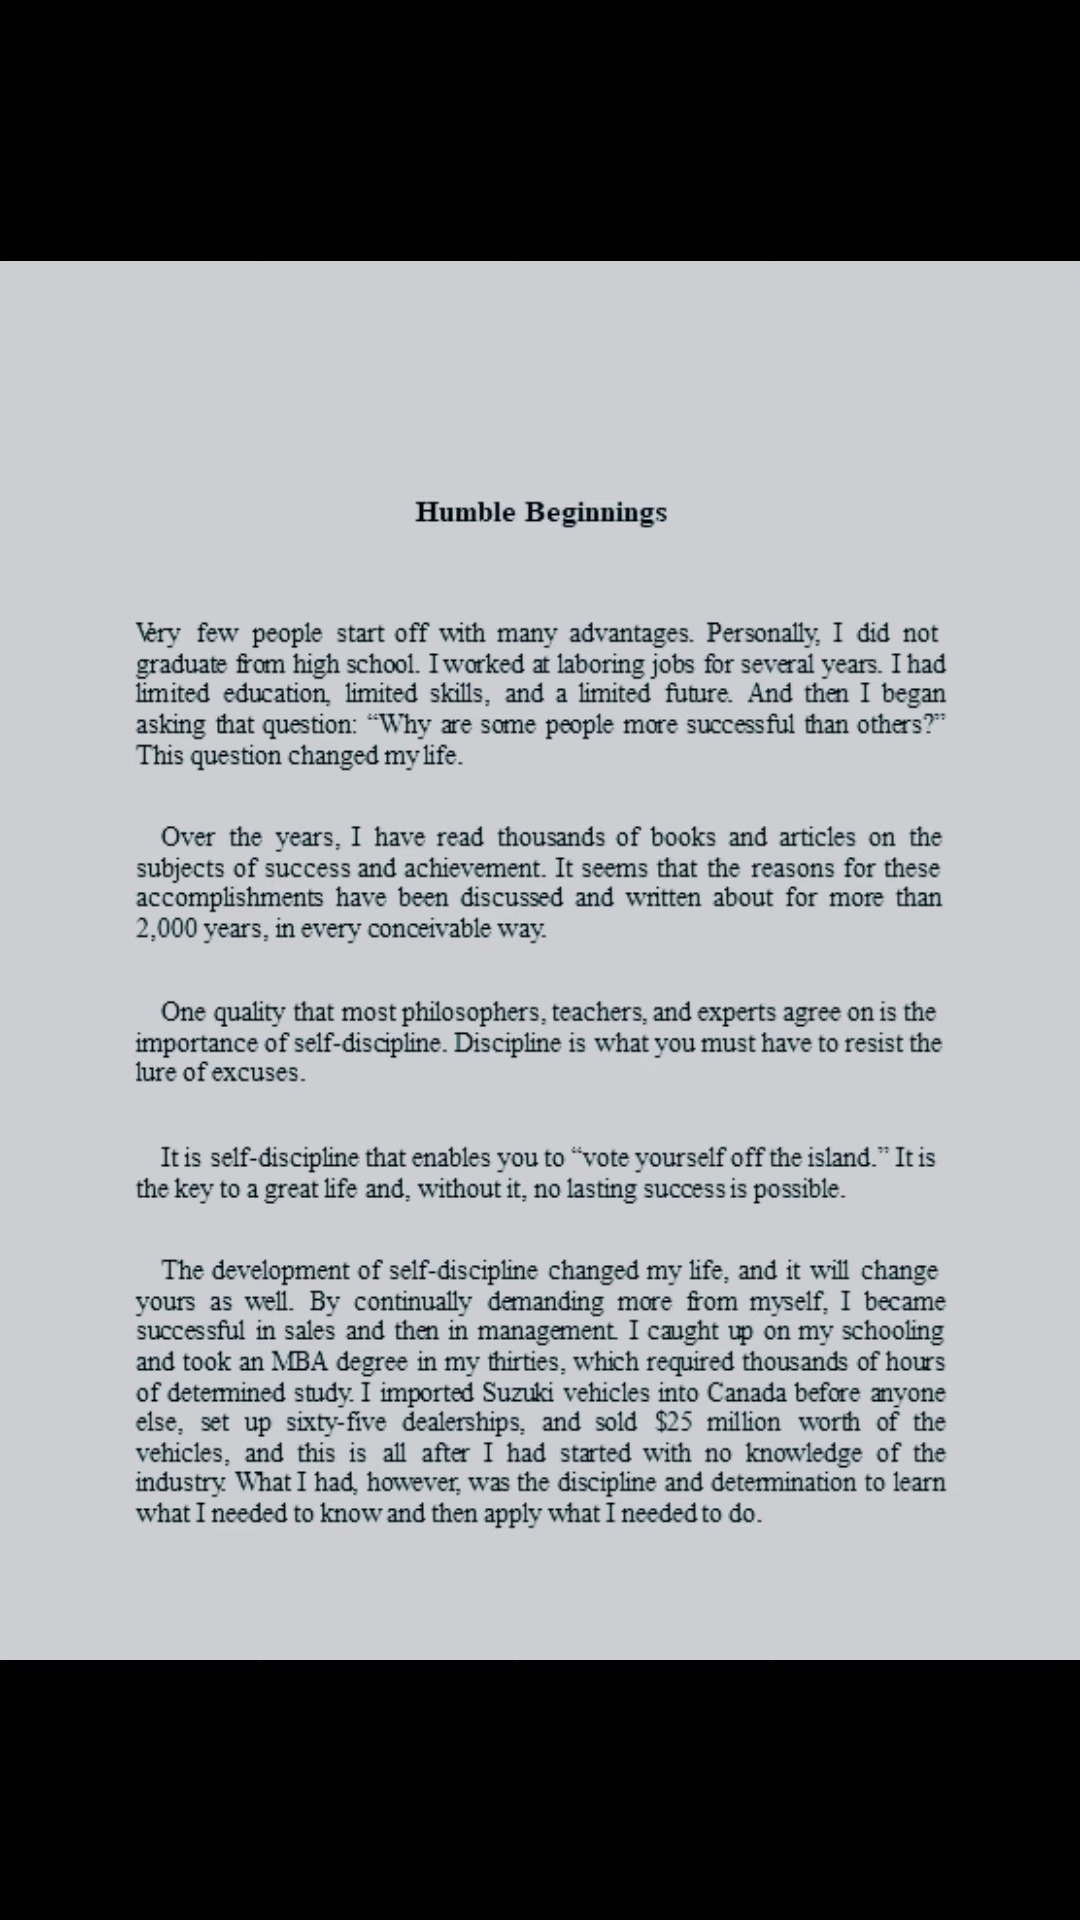 Humble Beginnings
Very few people start off with many advantages. Personally, I did not
graduate from high school. I worked at laboring jobs for several years. I had
limited education, limited skills, and a limited future. And then I began
asking that question: “Why are some people more successful than others?”
This question changed my life.
Over the years, I have read thousands of books and articles on the
subjects of success and achievement. It seems that the reasons for these
accomplishments have been discussed and written about for more than
2,000 years, in every conceivable way.
One quality that most philosophers, teachers, and experts agree on is the
importance of self-discipline. Discipline is what you must have to resist the
lure of excuses.
It is self-discipline that enables you to “vote yourself off the island.” It is
the key to a great life and, without it, no lasting success is possible.
The development of self-discipline changed my life, and it will change
yours as well. By continually demanding more from myself, I became
successful in sales and then in management. I caught up on my schooling
and took an MBA degree in my thirties, which required thousands of hours
of determined study. I imported Suzuki vehicles into Canada before anyone
else, set up sixty-five dealerships, and sold $25 million worth of the
vehicles, and this is all after I had started with no knowledge of the
industry. What I had, however, was the discipline and determination to learn
what I needed to know and then apply what I needed to do.